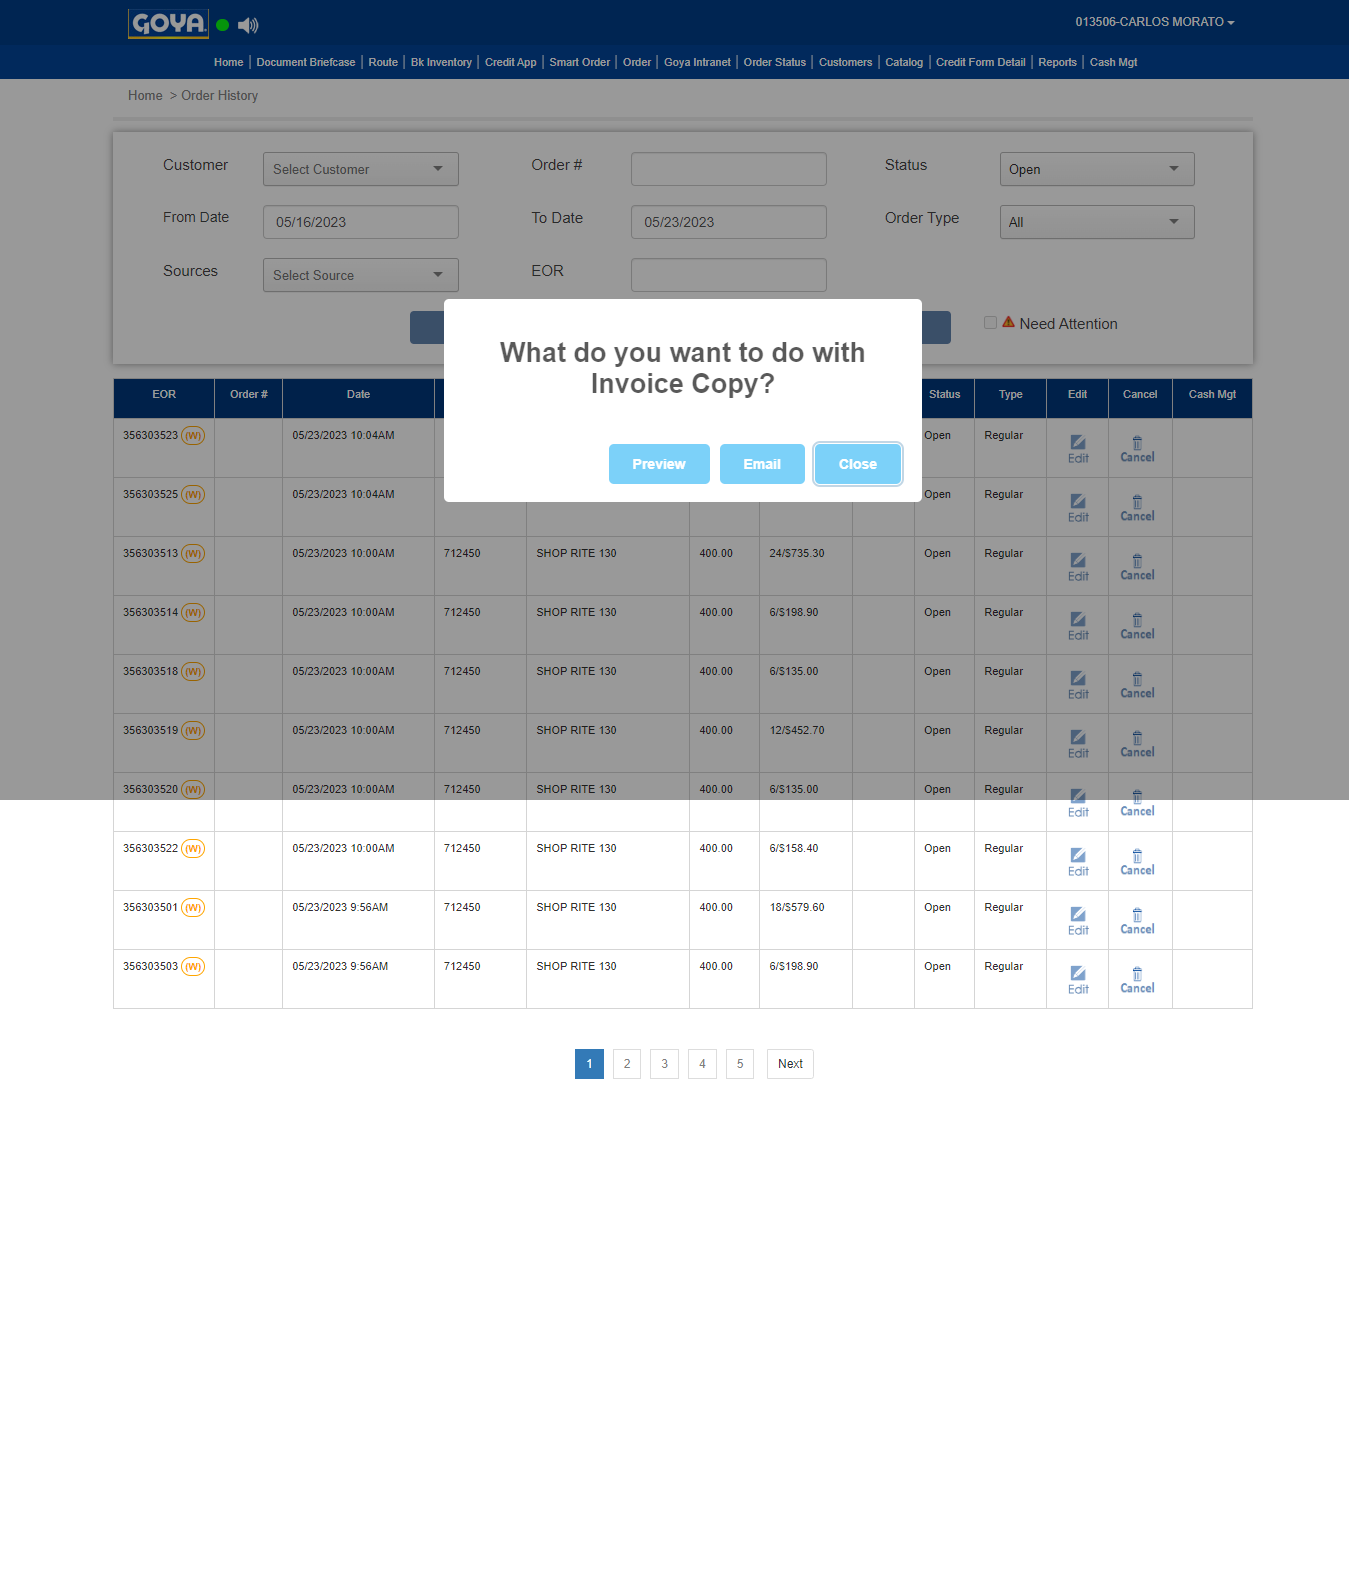 GOYA
013506-CARLOS MORATO
Home | Document Briefcase | Route | Bk Inventory | Credit App | Smart Order | Order | Goya Intranet | Order Status | Customers | Catalog | Credit Form Detail | Reports | Cash Mgt
Home > Order History
Customer Select Customer Order # Status Open
From Date 05/16/2023 To Date 05/23/2023 Order Type All
Sources Select Source EOR
Need Attention
What do you want to do with
Invoice Copy?
Preview Email Close
EOR Order # Date Status Type Edit Cancel Cash Mgt
356303523 (W) 05/23/2023 10:04AM Open Regular Edit Cancel
356303525 (W) 05/23/2023 10:04AM Open Regular Edit Cancel
356303513 (W) 05/23/2023 10:00AM 712450 SHOP RITE 130 400.00 24/$735.30 Open Regular Edit Cancel
356303514 (W) 05/23/2023 10:00AM 712450 SHOP RITE 130 400.00 6/$198.90 Open Regular Edit Cancel
356303518 (W) 05/23/2023 10:00AM 712450 SHOP RITE 130 400.00 6/$135.00 Open Regular Edit Cancel
356303519 (W) 05/23/2023 10:00AM 712450 SHOP RITE 130 400.00 12/$452.70 Open Regular Edit Cancel
356303520 (W) 05/23/2023 10:00AM 712450 SHOP RITE 130 400.00 6/$135.00 Open Regular Edit Cancel
356303522 (W) 05/23/2023 10:00AM 712450 SHOP RITE 130 400.00 6/$158.40 Open Regular Edit Cancel
356303501 (W) 05/23/2023 9:56AM 712450 SHOP RITE 130 400.00 18/$579.60 Open Regular Edit Cancel
356303503 (W) 05/23/2023 9:56AM 712450 SHOP RITE 130 400.00 6/$198.90 Open Regular Edit Cancel
1 2 3 4 5 Next